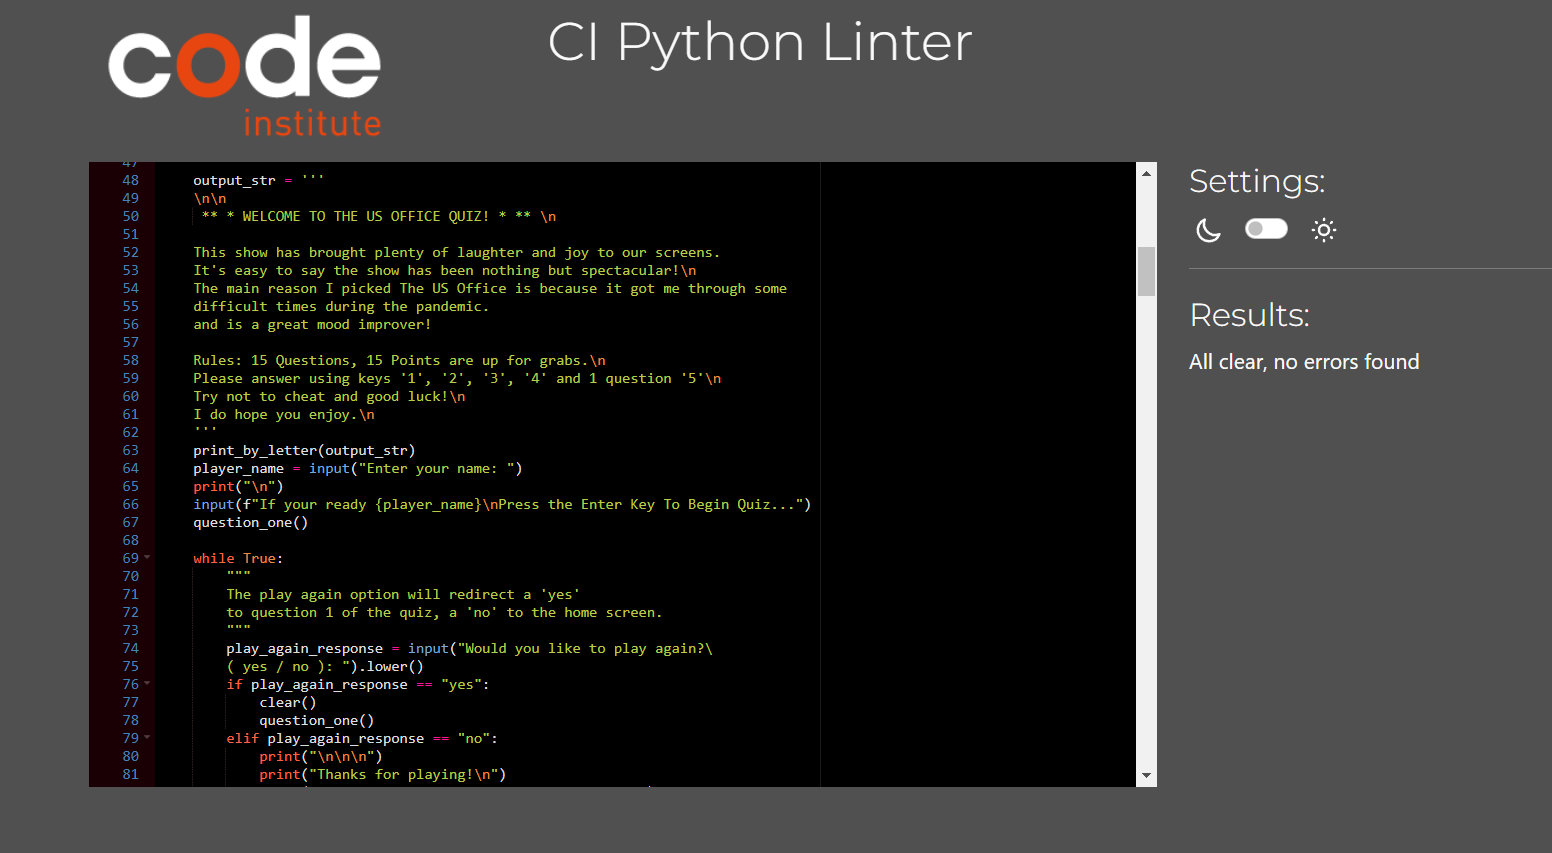 code
institute
CI Python Linter
47
48 output_str = '''
49 \n\n
50 ** * WELCOME TO THE US OFFICE QUIZ! * ** \n
51
52 This show has brought plenty of laughter and joy to our screens.
53 It's easy to say the show has been nothing but spectacular!\n
54 The main reason I picked The US Office is because it got me through some
55 difficult times during the pandemic.
56 and is a great mood improver!
57
58 Rules: 15 Questions, 15 Points are up for grabs.\n
59 Please answer using keys '1', '2', '3', '4' and 1 question '5'\n
60 Try not to cheat and good luck!\n
61 I do hope you enjoy.\n
62 '''
63 print_by_letter(output_str)
64 player_name = input("Enter your name: ")
65 print("\n")
66 input(f"If your ready {player_name}\nPress the Enter Key To Begin Quiz...")
67 question_one()
68
69 while True:
70 """
71 The play again option will redirect a 'yes'
72 to question 1 of the quiz, a 'no' to the home screen.
73 """
74 play_again_response = input("Would you like to play again?\
75 ( yes / no ): ").lower()
76 if play_again_response == "yes":
77 clear()
78 question_one()
79 elif play_again_response == "no":
80 print("\n\n\n")
81 print("Thanks for playing!\n")
Settings:
Results:
All clear, no errors found